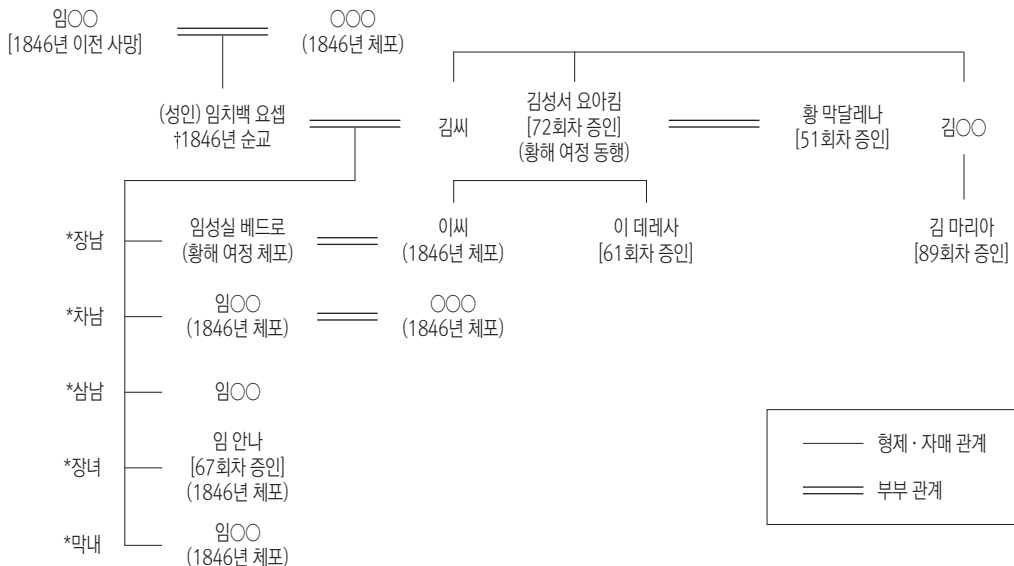 임○○
[1846년 이전 사망]
○○○
(1846년 체포)
(성인) 임치백 요셉
†1846년 순교
김씨
김성서 요아킴
[72회차 증인]
(황해 여정 동행)
황 막달레나
[51회차 증인]
김○○
*장남
임성실 베드로
(황해 여정 체포)
이씨
(1846년 체포)
이 데레사
[61회차 증인]
김 마리아
[89회차 증인]
*차남
임○○
(1846년 체포)
○○○
(1846년 체포)
*삼남
임○○
*장녀
임 안나
[67회차 증인]
(1846년 체포)
*막내
임○○
(1846년 체포)
형제 · 자매 관계
부부 관계